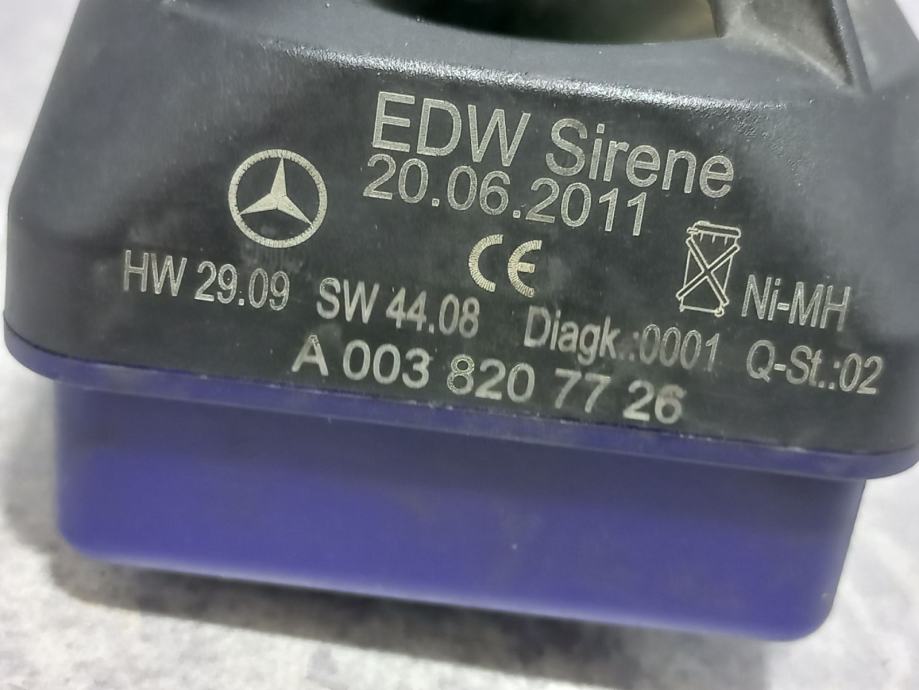 EDW Sirene
20.06.2011
CE
HW 29.09 SW 44.08 Diagk.:0001 Q-St.:02
Ni-MH
A 003 820 77 26